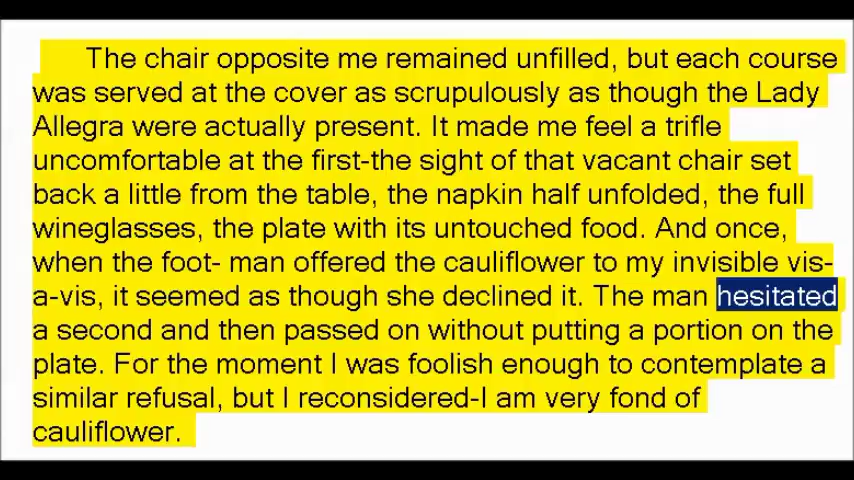 The chair opposite me remained unfilled, but each course
was served at the cover as scrupulously as though the Lady
Allegra were actually present. It made me feel a trifle
uncomfortable at the first-the sight of that vacant chair set
back a little from the table, the napkin half unfolded, the full
wineglasses, the plate with its untouched food. And once,
when the foot- man offered the cauliflower to my invisible vis-
a-vis, it seemed as though she declined it. The man hesitated
a second and then passed on without putting a portion on the
plate. For the moment I was foolish enough to contemplate a
similar refusal, but I reconsidered-I am very fond of
cauliflower.